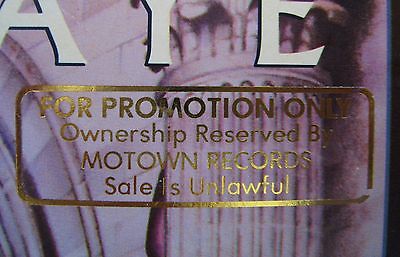 AYE
FOR PROMOTION ONLY
Ownership Reserved By
MOTOWN RECORDS
Sale Is Unlawful